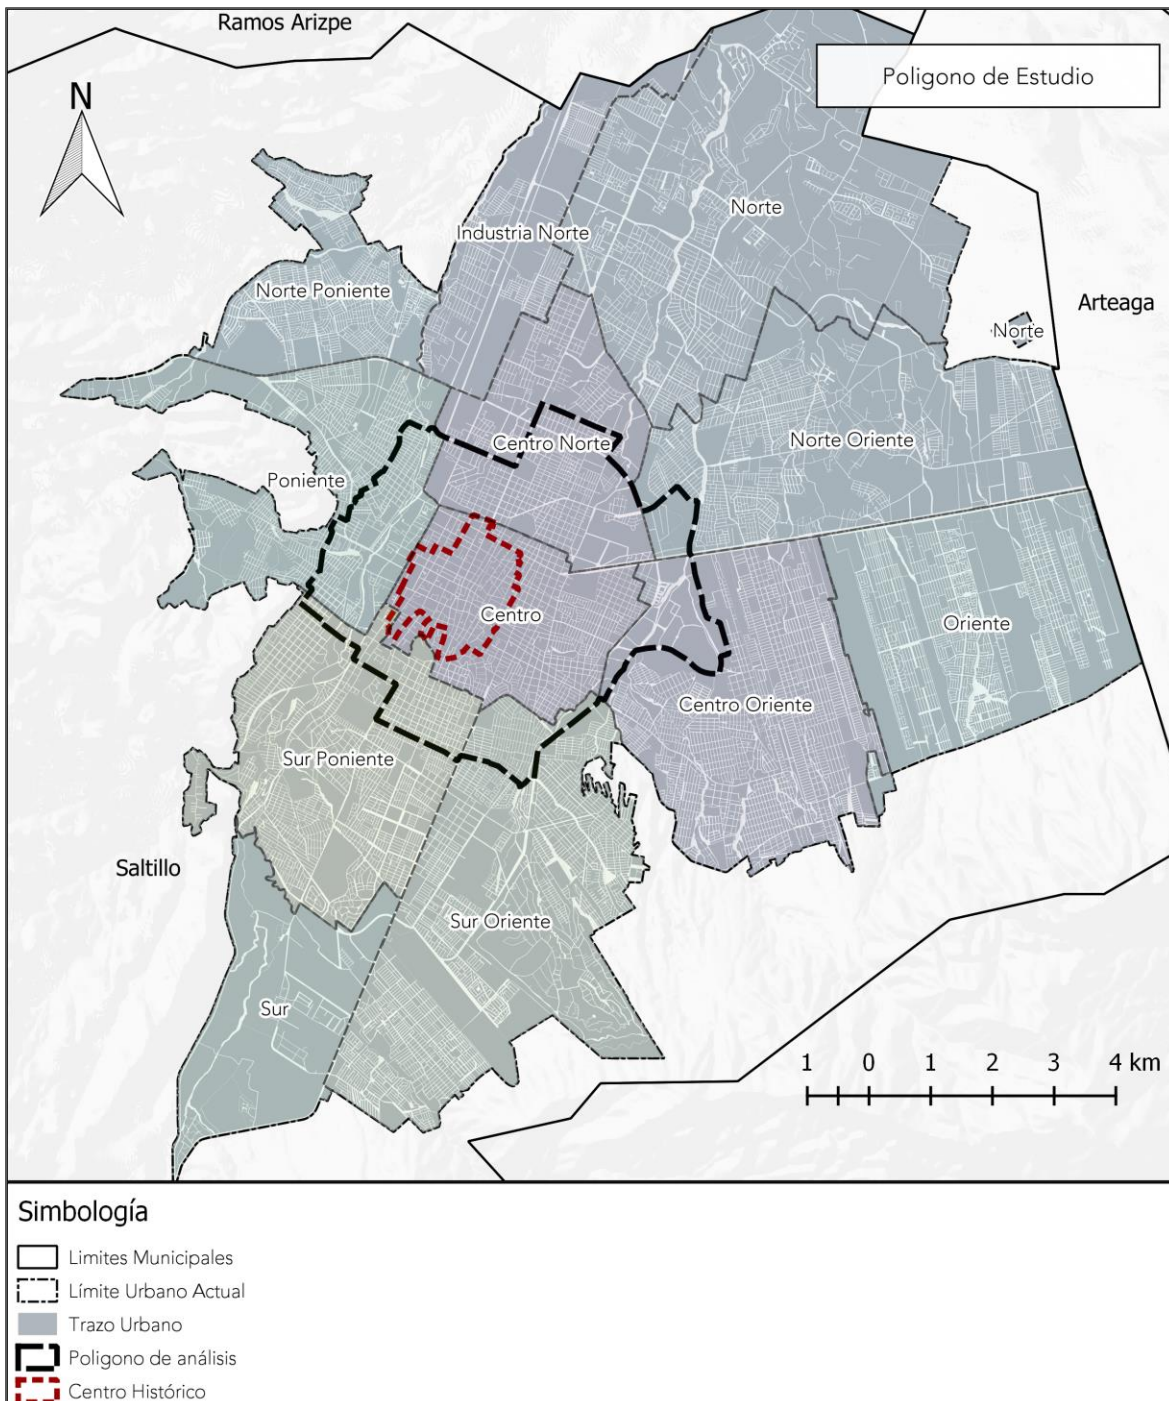 Ramos Arizpe
Poligono de Estudio
N
Norte
Industria Norte
Norte Poniente
Arteaga
Norte
Centro Norte
Norte Oriente
Poniente
Centro
Oriente
Centro Oriente
Sur Poniente
Saltillo
Sur Oriente
Sur
1 0 1 2 3 4 km
Simbología
Limites Municipales
Límite Urbano Actual
Trazo Urbano
Poligono de análisis
Centro Histórico